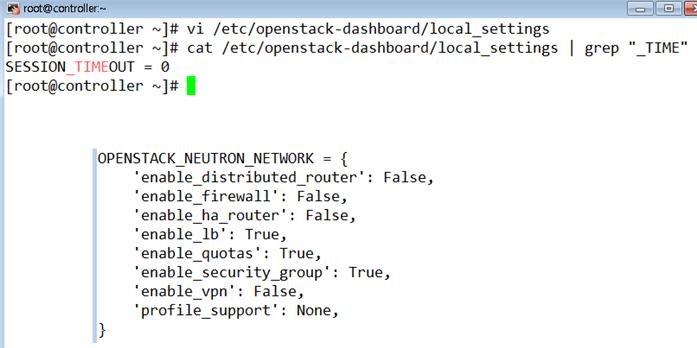 root@controller:~
[root@controller ~]# vi /etc/openstack-dashboard/local_settings
[root@controller ~]# cat /etc/openstack-dashboard/local_settings | grep "_TIME"
SESSION_TIMEOUT = 0
[root@controller ~]#
OPENSTACK_NEUTRON_NETWORK = {
    'enable_distributed_router': False,
    'enable_firewall': False,
    'enable_ha_router': False,
    'enable_lb': True,
    'enable_quotas': True,
    'enable_security_group': True,
    'enable_vpn': False,
    'profile_support': None,
}